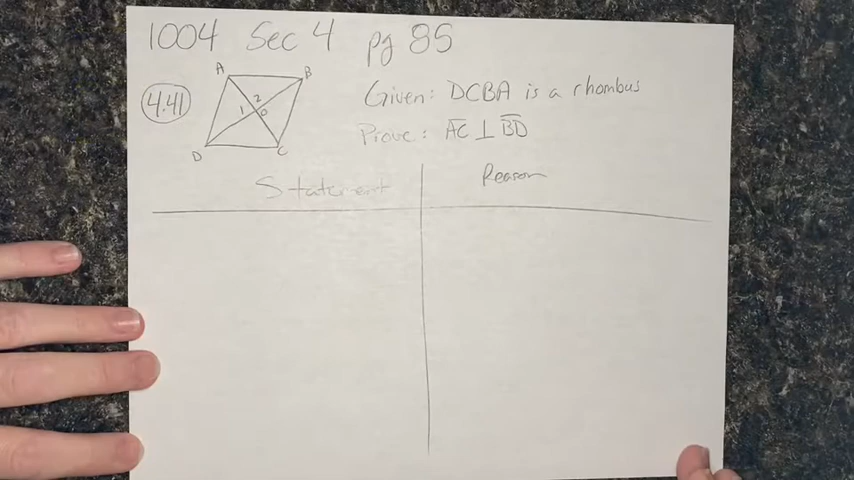 1004 Sec 4 pg 85
4.41
A
B
2
1
O
D
C
Given: DCBA is a rhombus
Prove: AC ⊥ BD
Statement
Reason